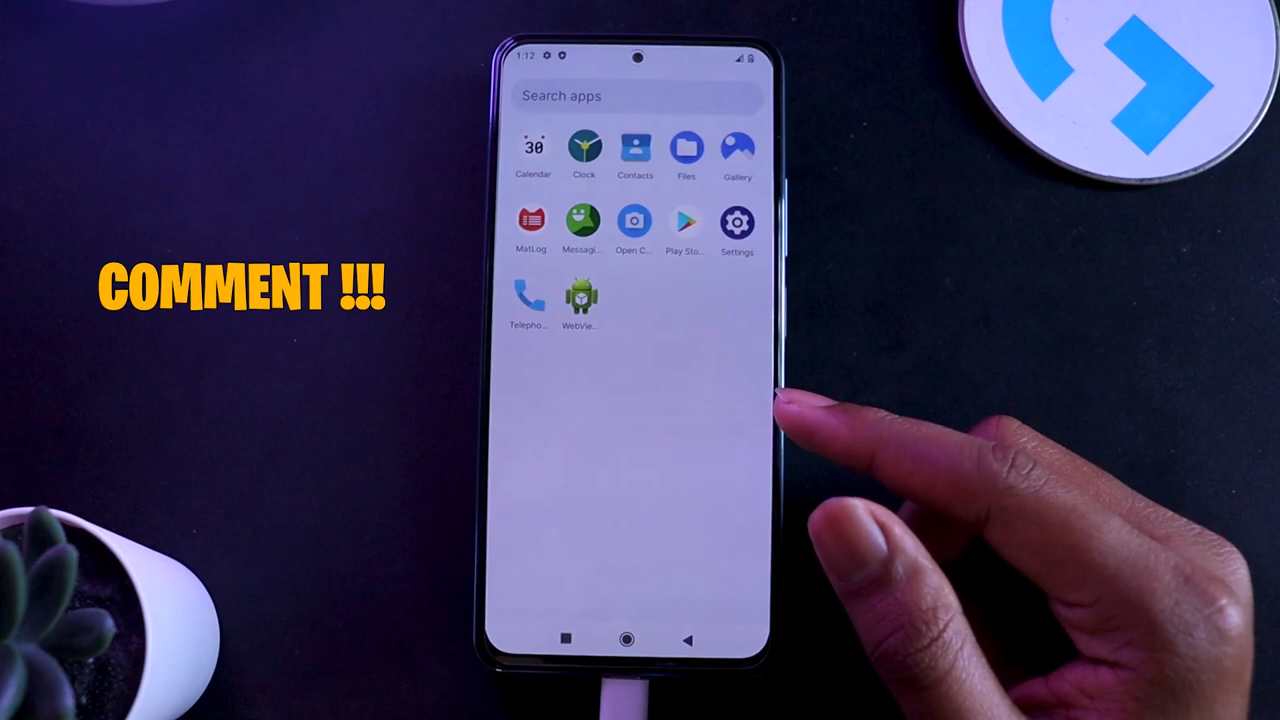 1:12
Search apps
30
Calendar Clock Contacts Files Gallery
MatLog Messagi... Open C... Play Sto... Settings
COMMENT !!!
Telepho... WebVie...